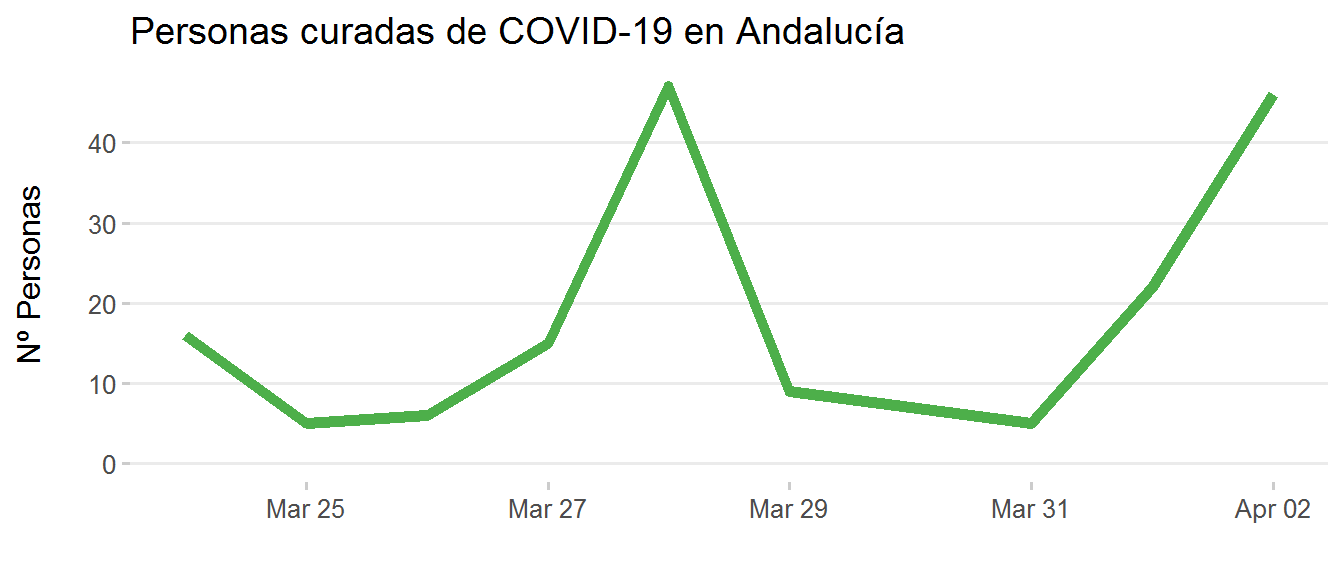 Personas curadas de COVID-19 en Andalucía
Nº Personas
40
30
20
10
0
Mar 25
Mar 27
Mar 29
Mar 31
Apr 02